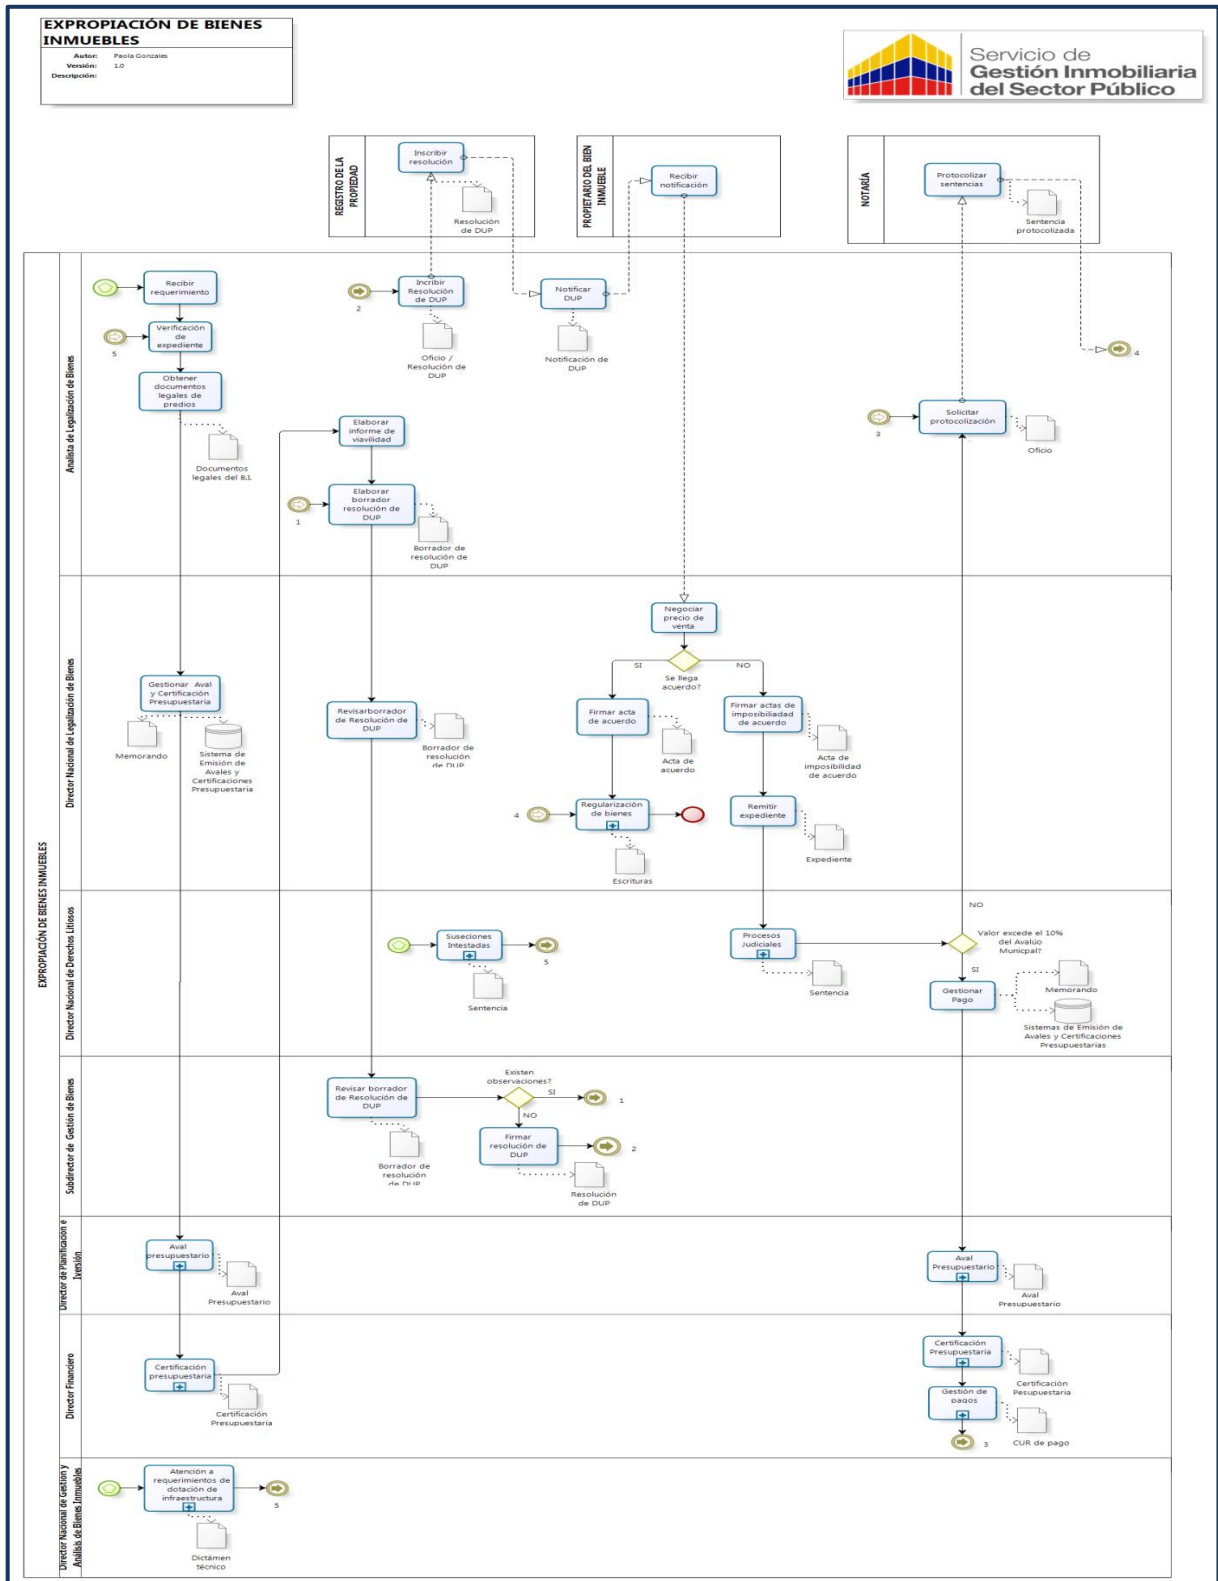 EXPROPIACIÓN DE BIENES
INMUEBLES
Autor: Paola Gonzales
Versión: 1.0
Descripción:
Servicio de
Gestión Inmobiliaria
del Sector Público
REGISTRO DE LA
PROPIEDAD
Inscribir
resolución
Resolución
de DUP
PROPIETARIO DEL BIEN
INMUEBLE
Recibir
notificación
NOTARÍA
Protocolizar
sentencias
Sentencia
protocolizada
EXPROPIACIÓN DE BIENES INMUEBLES
Analista de Legalización de Bienes
Recibir
requerimiento
5
Verificación
de
expediente
Obtener
documentos
legales de
predios
Documentos
legales del B.I.
2
Incribir
Resolución
de DUP
Oficio /
Resolución de
DUP
Notificar
DUP
Notificación de
DUP
4
Elaborar
informe de
viavilidad
1
Elaborar
borrador
resolución de
DUP
Borrador de
resolución de
DUP
3
Solicitar
protocolización
Oficio
Director Nacional de Legalización de Bienes
Gestionar Aval
y Certificación
Presupuestaria
Memorando
Sistema de
Emisión de
Avales y
Certificaciones
Presupuestaria
Revisarborrador
de Resolución de
DUP
Borrador de
resolución
de DUP
Negociar
precio de
venta
SI
NO
Se llega
acuerdo?
Firmar acta
de acuerdo
Acta de
acuerdo
Firmar actas de
imposibiliadad
de acuerdo
Acta de
imposibilidad
de acuerdo
4
Regularización
de bienes
Escrituras
Remitir
expediente
Expediente
Director Nacional de Derechos Litiosos
Suseciones
Intestadas
5
Sentencia
Procesos
Judiciales
Sentencia
NO
Valor excede el 10%
del Avalúo
Municpal?
SI
Gestionar
Pago
Memorando
Sistemas de Emisión de
Avales y Certificaciones
Presupuestarias
Subdirector de Gestión de Bienes
Revisar borrador
de Resolución de
DUP
Borrador de
resolución
de DUP
Existen
observaciones?
SI
1
NO
Firmar
resolución de
DUP
2
Resolución
de DUP
Director de Planificacion e
Iversión
Aval
presupuestario
Aval
Presupuestario
Aval
Presupuestario
Aval
Presupuestario
Director Financiero
Certificación
presupuestaria
Certificación
Presupuestaria
Certificación
Presupuestaria
Certificación
Pesupuestaria
Gestión de
pagos
CUR de pago
3
Director Nacional de Gestión y
Análisis de Bienes Inmuebles
Atención a
requerimientos de
dotación de
infraestructura
5
Dictámen
técnico